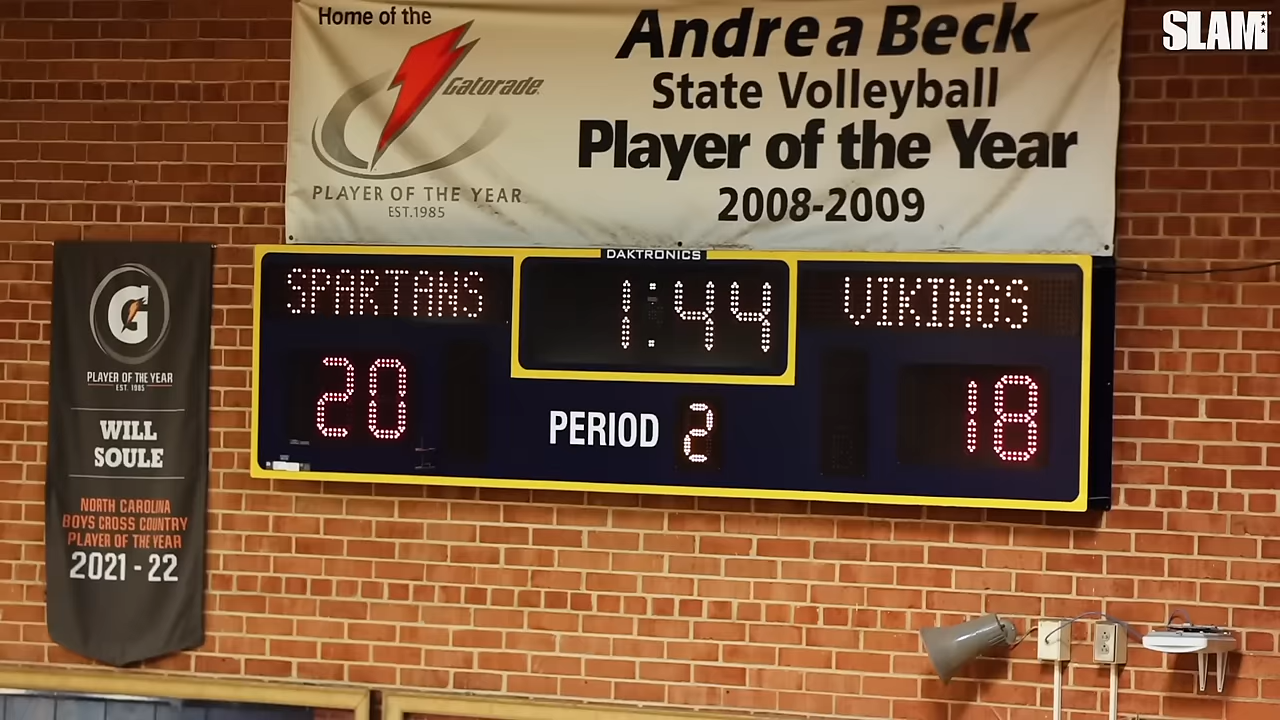 Home of the
Gatorade
PLAYER OF THE YEAR
EST.1985
Andrea Beck
State Volleyball
Player of the Year
2008-2009
SLAM
G
PLAYER OF THE YEAR
EST. 1985
WILL
SOULE
NORTH CAROLINA
BOYS CROSS COUNTRY
PLAYER OF THE YEAR
2021 - 22
DAKTRONICS
SPARTANS
1:44
VIKINGS
20
PERIOD 2
18